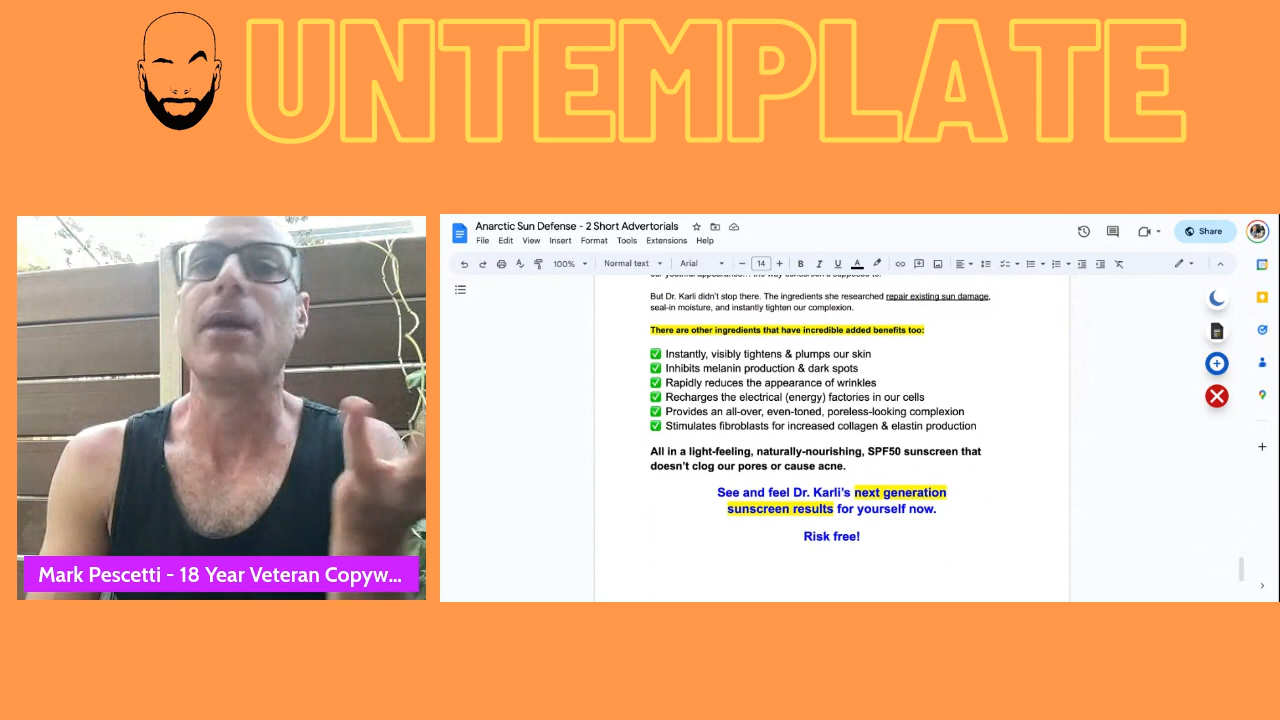 UNTEMPLATE
Anarctic Sun Defense - 2 Short Advertorials
File Edit View Insert Format Tools Extensions Help
Share
100% Normal text Arial 14 B I U A
But Dr. Karli didn't stop there. The ingredients she researched repair existing sun damage,
seal-in moisture, and instantly tighten our complexion.
There are other ingredients that have incredible added benefits too:
✅ Instantly, visibly tightens & plumps our skin
✅ Inhibits melanin production & dark spots
✅ Rapidly reduces the appearance of wrinkles
✅ Recharges the electrical (energy) factories in our cells
✅ Provides an all-over, even-toned, poreless-looking complexion
✅ Stimulates fibroblasts for increased collagen & elastin production
All in a light-feeling, naturally-nourishing, SPF50 sunscreen that
doesn't clog our pores or cause acne.
See and feel Dr. Karli's next generation
sunscreen results for yourself now.
Risk free!
Mark Pescetti - 18 Year Veteran Copyw...